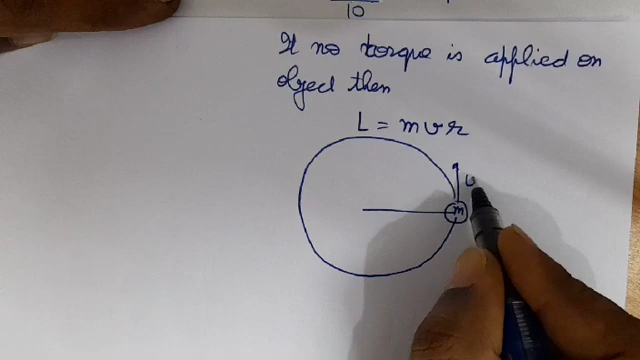 10
If no torque is applied on
object then
L = mvr
v
m